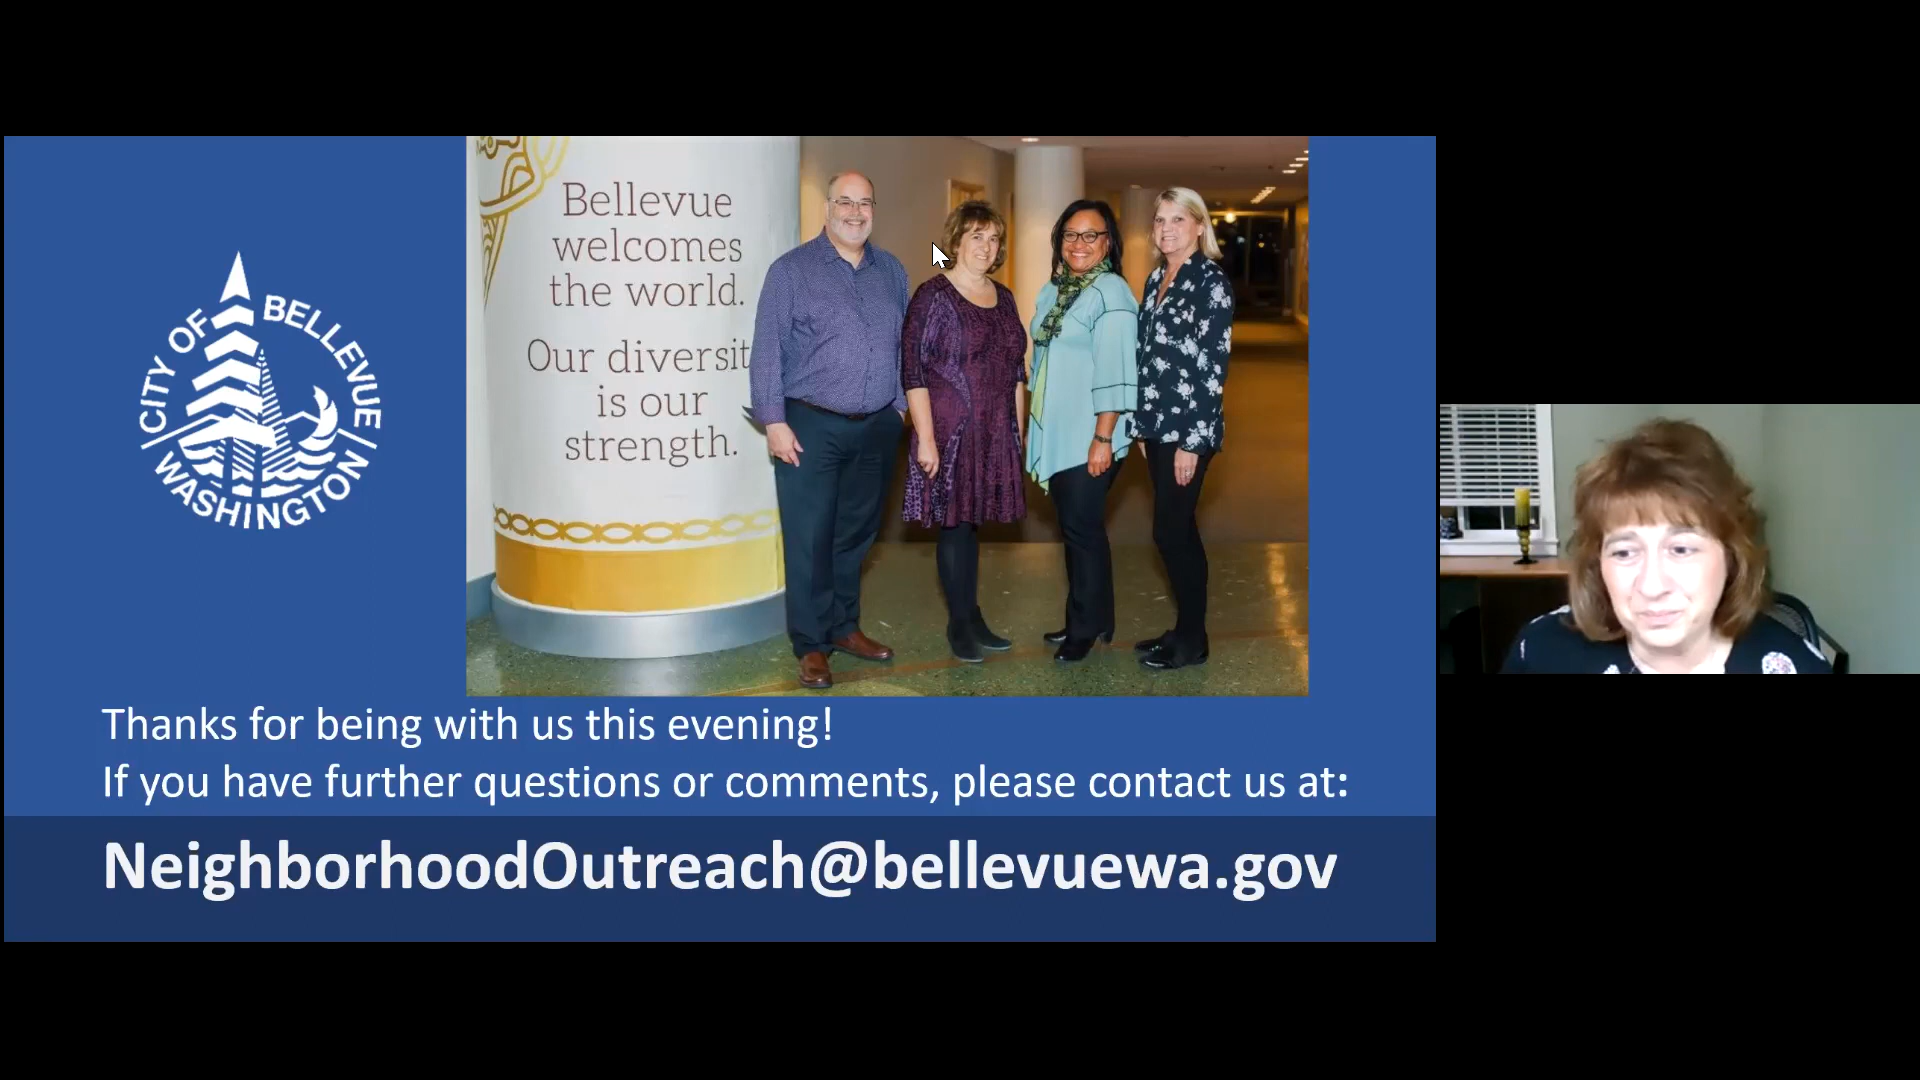 CITY OF BELLEVUE
WASHINGTON
Bellevue
welcomes
the world.
Our diversit
is our
strength.
Thanks for being with us this evening!
If you have further questions or comments, please contact us at:
NeighborhoodOutreach@bellevuewa.gov